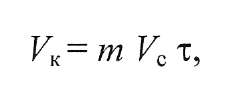 Vк = m Vс τ,